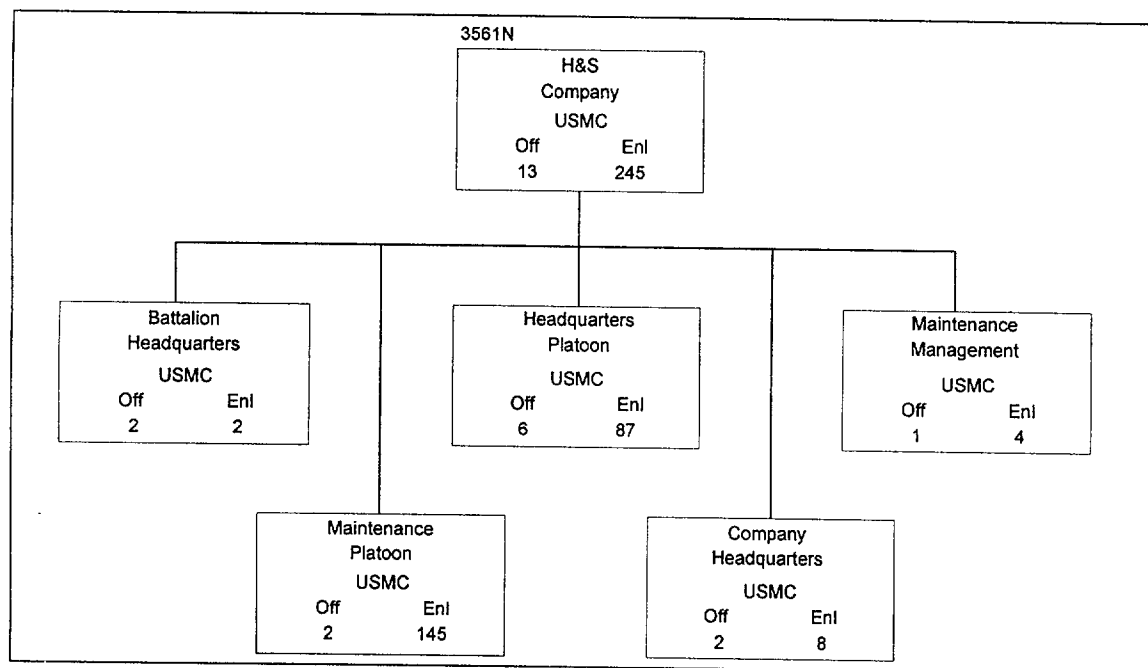 3561N
H&S
Company
USMC
Off Enl
13 245
Battalion
Headquarters
USMC
Off Enl
2 2
Headquarters
Platoon
USMC
Off Enl
6 87
Maintenance
Management
USMC
Off Enl
1 4
Maintenance
Platoon
USMC
Off Enl
2 145
Company
Headquarters
USMC
Off Enl
2 8